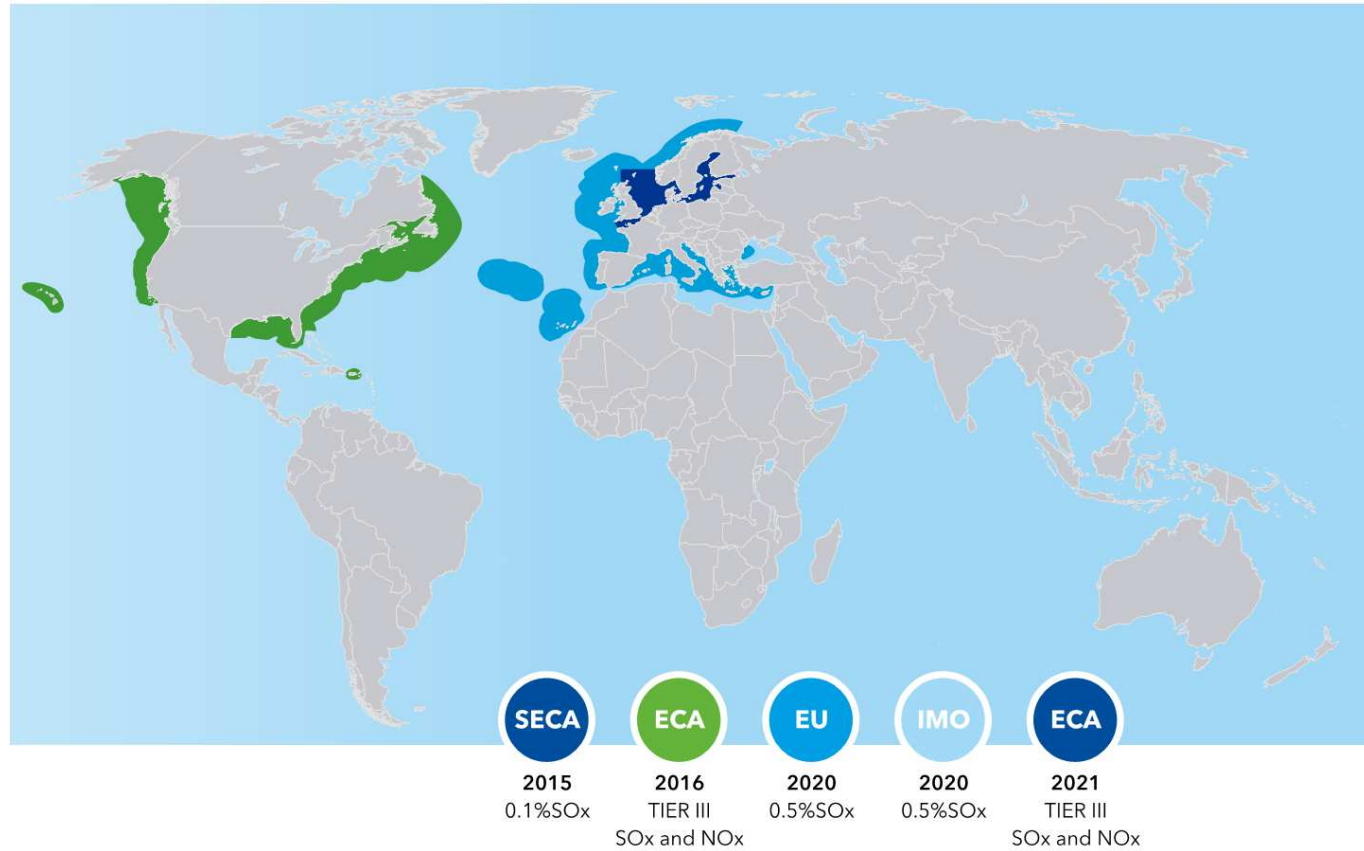 SECA
ECA
EU
IMO
ECA
2015
2016
2020
2020
2021
0.1%SOx
TIER III
0.5%SOx
0.5%SOx
TIER III
SOx and NOx
SOx and NOx